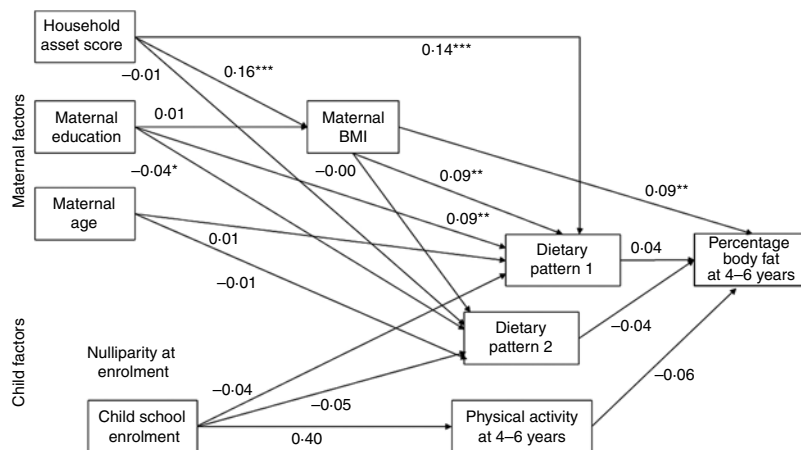 Household
asset score
0·14***
–0·01
0·16***
Maternal factors
Maternal
education
0·01
Maternal
BMI
–0·04*
–0·00
0·09**
0·09**
Maternal
age
0·09**
0·01
Dietary
pattern 1
0·04
Percentage
body fat
at 4–6 years
–0·01
Child factors
Dietary
pattern 2
–0·04
Nulliparity at
enrolment
–0·04
–0·05
–0·06
Child school
enrolment
0·40
Physical activity
at 4–6 years